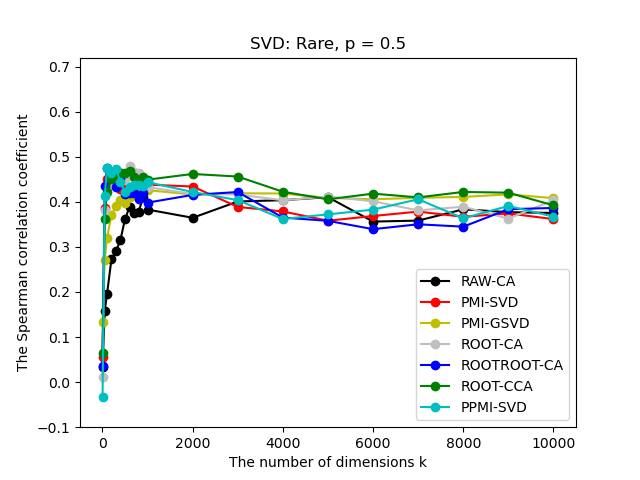 SVD: Rare, p = 0.5
The Spearman correlation coefficient
0.7
0.6
0.5
0.4
0.3
0.2
0.1
0.0
−0.1
RAW-CA
PMI-SVD
PMI-GSVD
ROOT-CA
ROOTROOT-CA
ROOT-CCA
PPMI-SVD
0 2000 4000 6000 8000 10000
The number of dimensions k